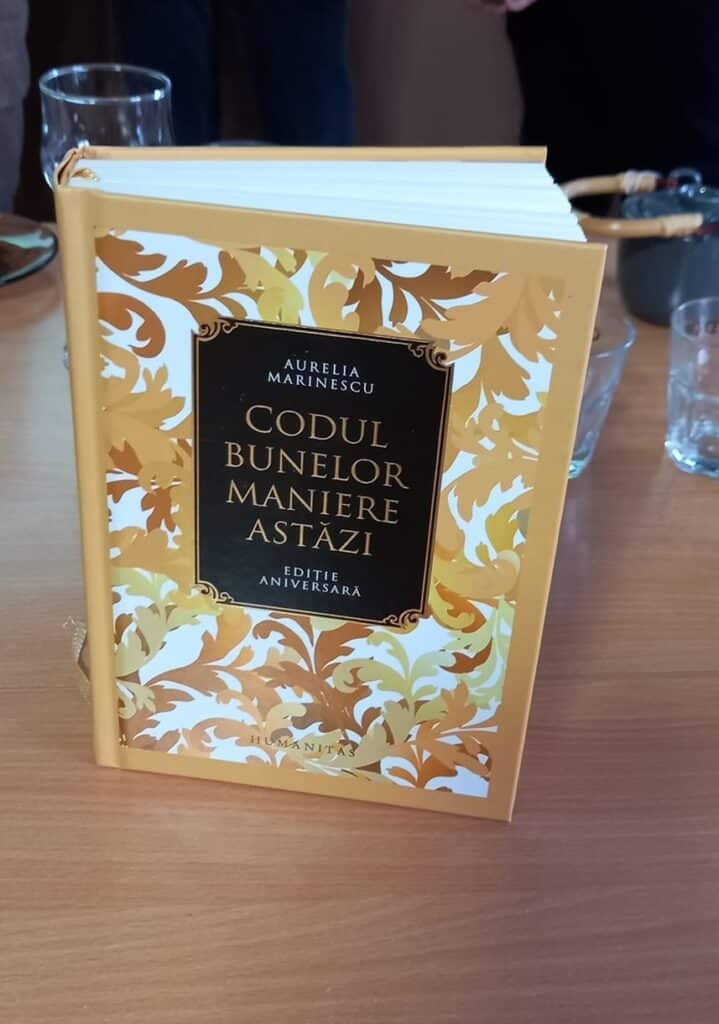 AURELIA
MARINESCU
CODUL
BUNELOR
MANIERE
ASTĂZI
EDIȚIE
ANIVERSARĂ
HUMANITAS